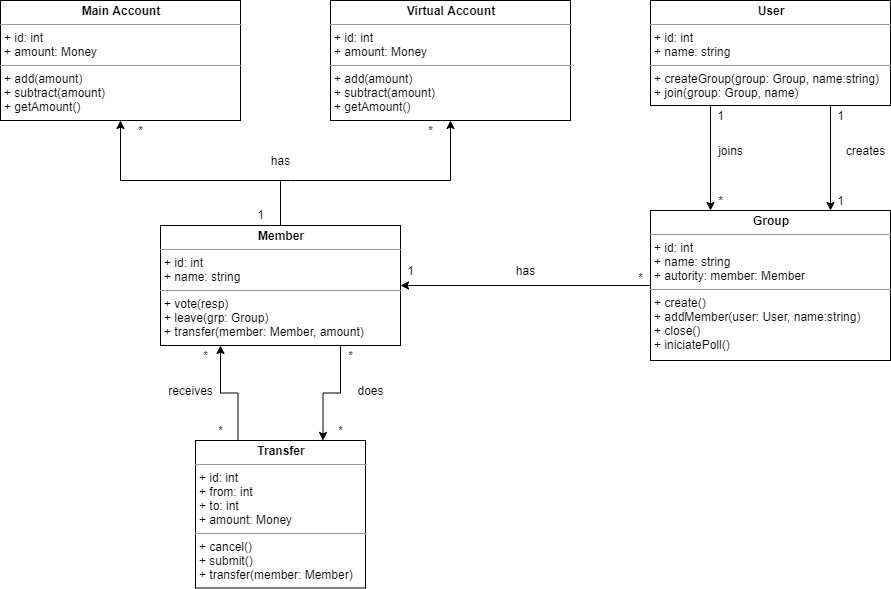 Main Account
+ id: int
+ amount: Money
+ add(amount)
+ subtract(amount)
+ getAmount()
Virtual Account
+ id: int
+ amount: Money
+ add(amount)
+ subtract(amount)
+ getAmount()
User
+ id: int
+ name: string
+ createGroup(group: Group, name:string)
+ join(group: Group, name)
*
*
has
1
1
1
joins
creates
*
1
Member
+ id: int
+ name: string
+ vote(resp)
+ leave(grp: Group)
+ transfer(member: Member, amount)
1
has
*
Group
+ id: int
+ name: string
+ autority: member: Member
+ create()
+ addMember(user: User, name:string)
+ close()
+ iniciatePoll()
*
*
receives
does
*
*
Transfer
+ id: int
+ from: int
+ to: int
+ amount: Money
+ cancel()
+ submit()
+ transfer(member: Member)